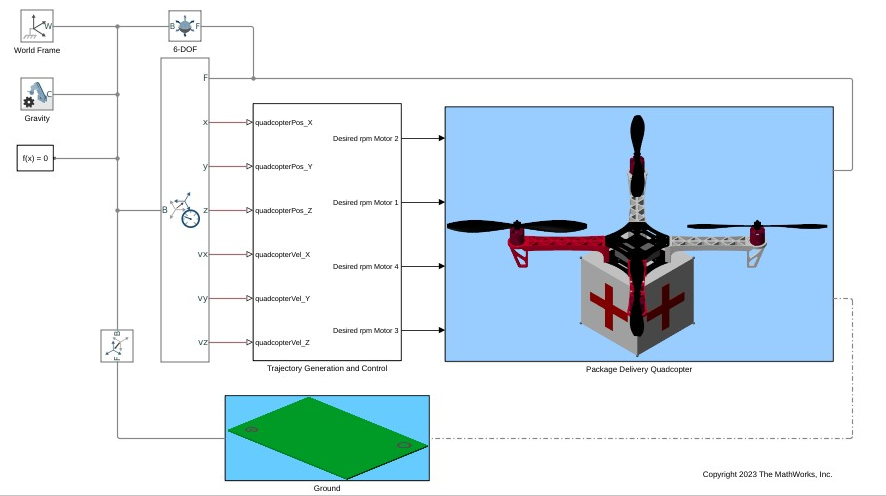 W
World Frame
B
F
6-DOF
C
Gravity
f(x) = 0
F
x
y
B
z
vx
vy
vz
quadcopterPos_X
quadcopterPos_Y
quadcopterPos_Z
quadcopterVel_X
quadcopterVel_Y
quadcopterVel_Z
Desired rpm Motor 2
Desired rpm Motor 1
Desired rpm Motor 4
Desired rpm Motor 3
Trajectory Generation and Control
Package Delivery Quadcopter
B
F
Ground
Copyright 2023 The MathWorks, Inc.